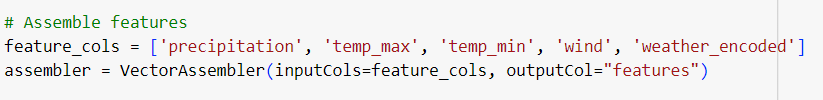 # Assemble features
feature_cols = ['precipitation', 'temp_max', 'temp_min', 'wind', 'weather_encoded']
assembler = VectorAssembler(inputCols=feature_cols, outputCol="features")